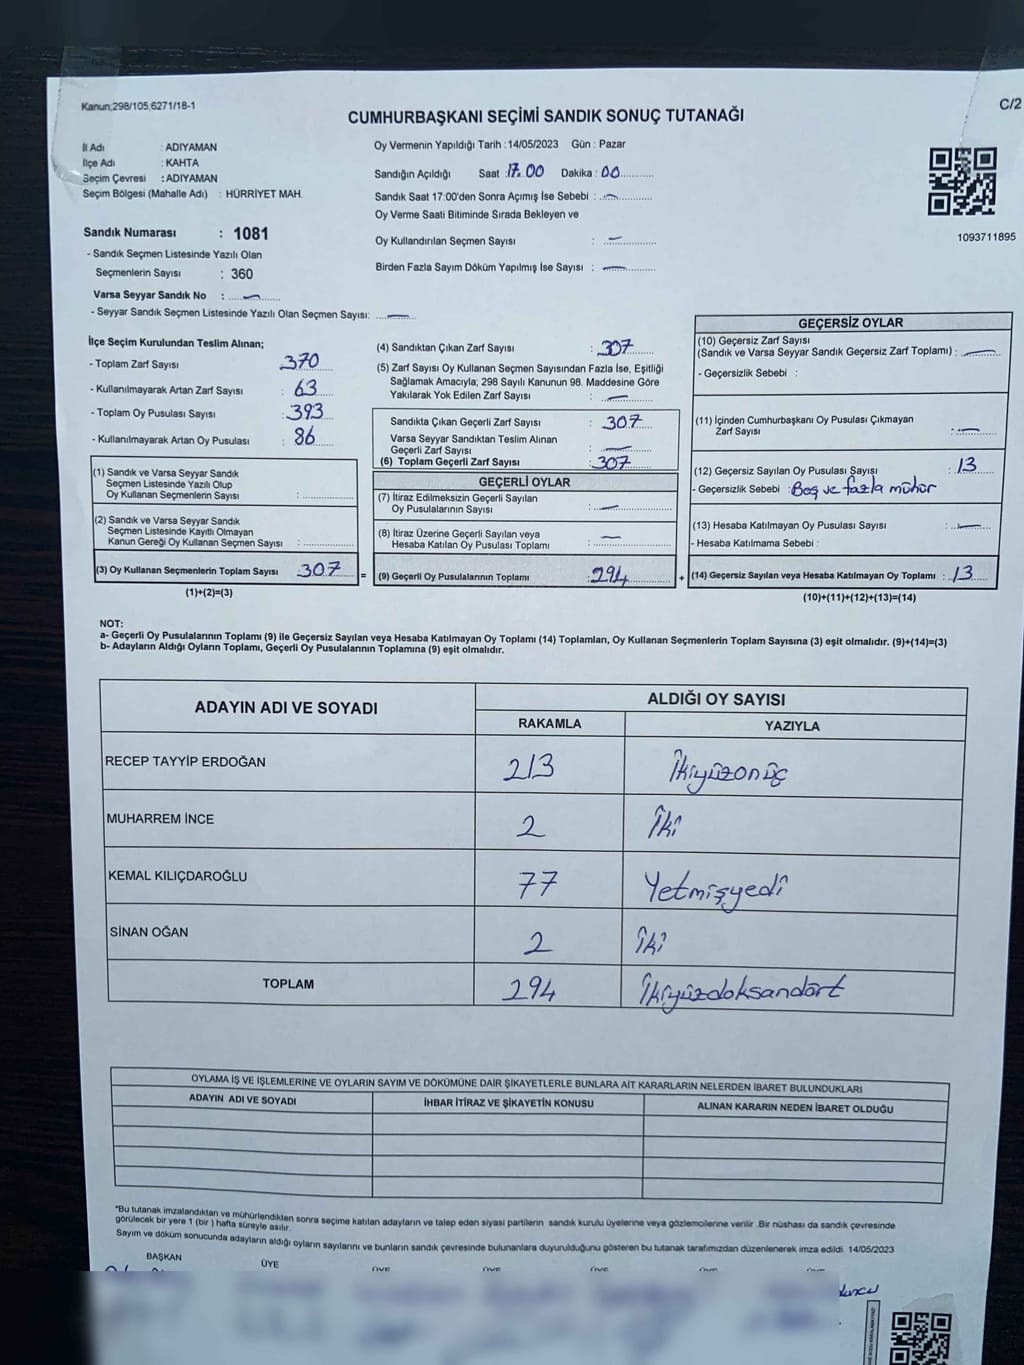 Kanun;298/105,6271/18-1
C/2
CUMHURBAŞKANI SEÇİMİ SANDIK SONUÇ TUTANAĞI
İl Adı : ADIYAMAN
İlçe Adı : KAHTA
Seçim Çevresi : ADIYAMAN
Seçim Bölgesi (Mahalle Adı) : HÜRRİYET MAH.
Sandık Numarası : 1081
- Sandık Seçmen Listesinde Yazılı Olan
Seçmenlerin Sayısı : 360
Varsa Seyyar Sandık No :
- Seyyar Sandık Seçmen Listesinde Yazılı Olan Seçmen Sayısı:
Oy Vermenin Yapıldığı Tarih : 14/05/2023 Gün : Pazar
Sandığın Açıldığı Saat : 17.00 Dakika : 00
Sandık Saat 17:00'den Sonra Açımış İse Sebebi :
Oy Verme Saati Bitiminde Sırada Bekleyen ve
Oy Kullandırılan Seçmen Sayısı :
Birden Fazla Sayım Döküm Yapılmış İse Sayısı :
1093711895
İlçe Seçim Kurulundan Teslim Alınan;
- Toplam Zarf Sayısı : 370
- Kullanılmayarak Artan Zarf Sayısı : 63
- Toplam Oy Pusulası Sayısı : 393
- Kullanılmayarak Artan Oy Pusulası : 86
(1) Sandık ve Varsa Seyyar Sandık
Seçmen Listesinde Yazılı Olup
Oy Kullanan Seçmenlerin Sayısı :
(2) Sandık ve Varsa Seyyar Sandık
Seçmen Listesinde Kayıtlı Olmayan
Kanun Gereği Oy Kullanan Seçmen Sayısı :
(3) Oy Kullanan Seçmenlerin Toplam Sayısı : 307 =
(1)+(2)=(3)
(4) Sandıktan Çıkan Zarf Sayısı : 307
(5) Zarf Sayısı Oy Kullanan Seçmen Sayısından Fazla İse, Eşitliği
Sağlamak Amacıyla; 298 Sayılı Kanunun 98. Maddesine Göre
Yakılarak Yok Edilen Zarf Sayısı :
Sandıkta Çıkan Geçerli Zarf Sayısı : 307
Varsa Seyyar Sandıktan Teslim Alınan
Geçerli Zarf Sayısı :
(6) Toplam Geçerli Zarf Sayısı : 307
GEÇERLİ OYLAR
(7) İtiraz Edilmeksizin Geçerli Sayılan
Oy Pusulalarının Sayısı :
(8) İtiraz Üzerine Geçerli Sayılan veya
Hesaba Katılan Oy Pusulası Toplamı :
(9) Geçerli Oy Pusulalarının Toplamı : 294 +
GEÇERSİZ OYLAR
(10) Geçersiz Zarf Sayısı
(Sandık ve Varsa Seyyar Sandık Geçersiz Zarf Toplamı) :
- Geçersizlik Sebebi :
(11) İçinden Cumhurbaşkanı Oy Pusulası Çıkmayan
Zarf Sayısı :
(12) Geçersiz Sayılan Oy Pusulası Sayısı : 13
- Geçersizlik Sebebi : Boş ve fazla mühür
(13) Hesaba Katılmayan Oy Pusulası Sayısı :
- Hesaba Katılmama Sebebi :
(14) Geçersiz Sayılan veya Hesaba Katılmayan Oy Toplamı : 13
(10)+(11)+(12)+(13)=(14)
NOT:
a- Geçerli Oy Pusulalarının Toplamı (9) ile Geçersiz Sayılan veya Hesaba Katılmayan Oy Toplamı (14) Toplamları, Oy Kullanan Seçmenlerin Toplam Sayısına (3) eşit olmalıdır. (9)+(14)=(3)
b- Adayların Aldığı Oyların Toplamı, Geçerli Oy Pusulalarının Toplamına (9) eşit olmalıdır.
ADAYIN ADI VE SOYADI
ALDIĞI OY SAYISI
RAKAMLA YAZIYLA
RECEP TAYYİP ERDOĞAN 213 İkiyüzonüç
MUHARREM İNCE 2 İki
KEMAL KILIÇDAROĞLU 77 Yetmişyedi
SİNAN OĞAN 2 İki
TOPLAM 294 İkiyüzdoksandört
OYLAMA İŞ VE İŞLEMLERİNE VE OYLARIN SAYIM VE DÖKÜMÜNE DAİR ŞİKAYETLERLE BUNLARA AİT KARARLARIN NELERDEN İBARET BULUNDUKLARI
ADAYIN ADI VE SOYADI İHBAR İTİRAZ VE ŞİKAYETİN KONUSU ALINAN KARARIN NEDEN İBARET OLDUĞU
*Bu tutanak imzalandıktan ve mühürlendikten sonra seçime katılan adayların ve talep eden siyasi partilerin sandık kurulu üyelerine veya gözlemcilerine verilir .Bir nüshası da sandık çevresinde
görülecek bir yere 1 (bir ) hafta süreyle asılır.
Sayım ve döküm sonucunda adayların aldığı oyların sayılarını ve bunların sandık çevresinde bulunanlara duyurulduğunu gösteren bu tutanak tarafımızdan düzenlenerek imza edildi. 14/05/2023
BAŞKAN ÜYE ÜYE ÜYE ÜYE ÜYE ÜYE